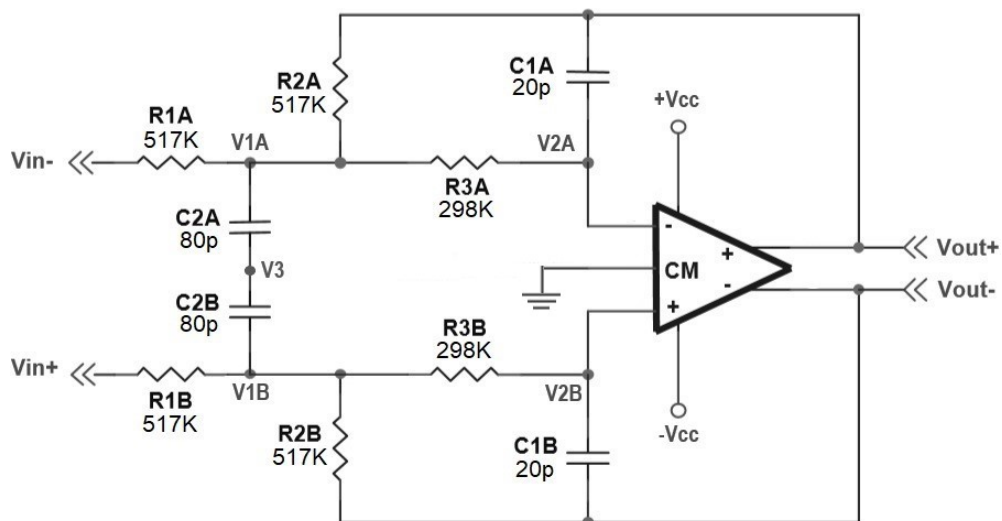 R2A
517K
C1A
20p
+Vcc
R1A
517K
V1A
V2A
Vin-
R3A
298K
C2A
80p
-
+
Vout+
V3
CM
C2B
80p
-
Vout-
+
R3B
298K
Vin+
V1B
V2B
R1B
517K
-Vcc
R2B
517K
C1B
20p